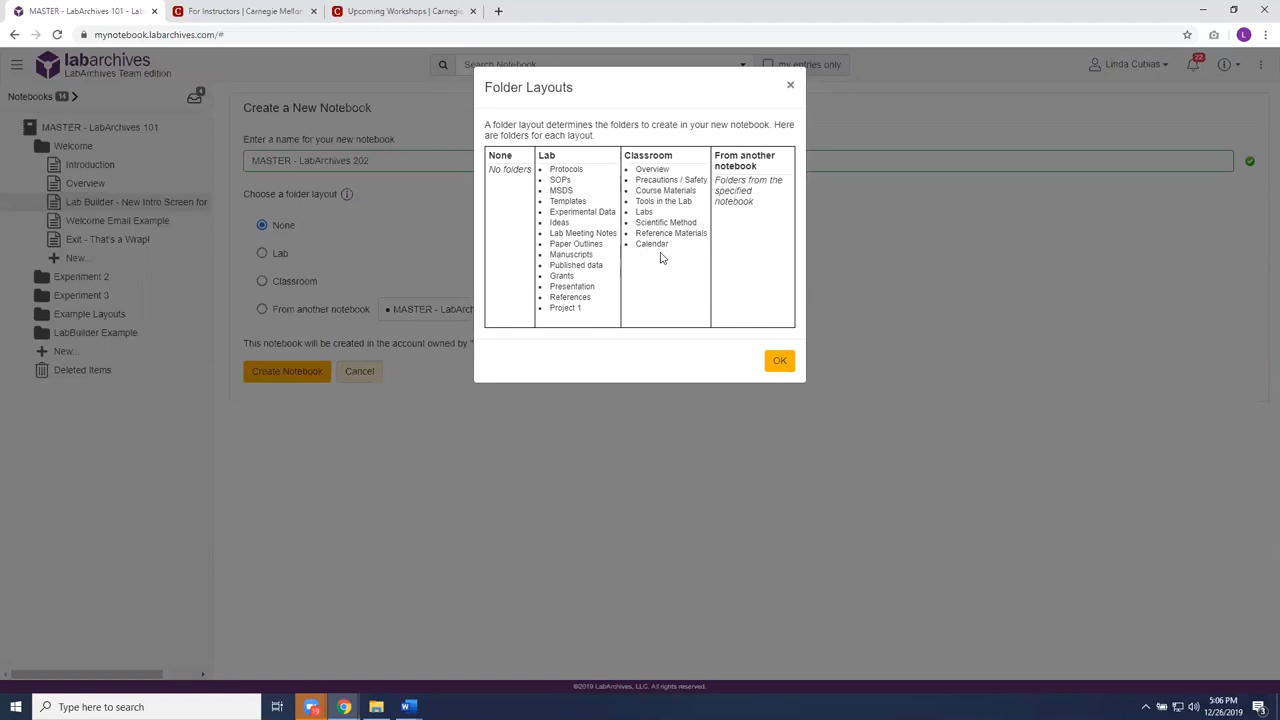 MASTER - LabArchives 101 - Lab
For Instructors | Carnegie Mellon
Upcoming Workshops | Carnegie
mynotebook.labarchives.com/#
labarchives
LabArchives Team edition
Search Notebook
my entries only
Linda Cubias
22
Notebooks 14
4
MASTER - LabArchives 101
Welcome
Introduction
Overview
Lab Builder - New Intro Screen for
Welcome Email Example
Exit - That's a Wrap!
New...
Experiment 2
Experiment 3
Example Layouts
LabBuilder Example
New...
Deleted Items
Create a New Notebook
Enter a name for your notebook
MASTER - LabArchives 202
Choose a folder layout
None
Lab
Classroom
From another notebook
MASTER - LabArch
This notebook will be created in the account owned by "
Create Notebook
Cancel
Folder Layouts
×
A folder layout determines the folders to create in your new notebook. Here
are folders for each layout.
None
No folders
Lab
• Protocols
• SOPs
• MSDS
• Templates
• Experimental Data
• Ideas
• Lab Meeting Notes
• Paper Outlines
• Manuscripts
• Published data
• Grants
• Presentation
• References
• Project 1
Classroom
• Overview
• Precautions / Safety
• Course Materials
• Tools in the Lab
• Labs
• Scientific Method
• Reference Materials
• Calendar
From another
notebook
Folders from the
specified
notebook
OK
©2019 LabArchives, LLC. All rights reserved.
Type here to search
19
5:06 PM
12/26/2019
3